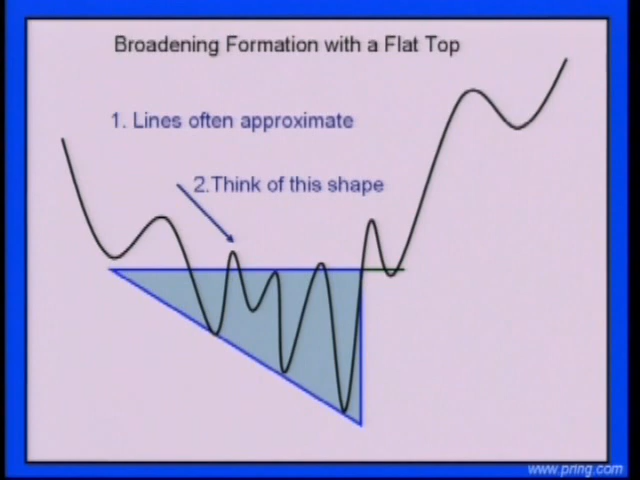 Broadening Formation with a Flat Top
1. Lines often approximate
2.Think of this shape
www.pring.com